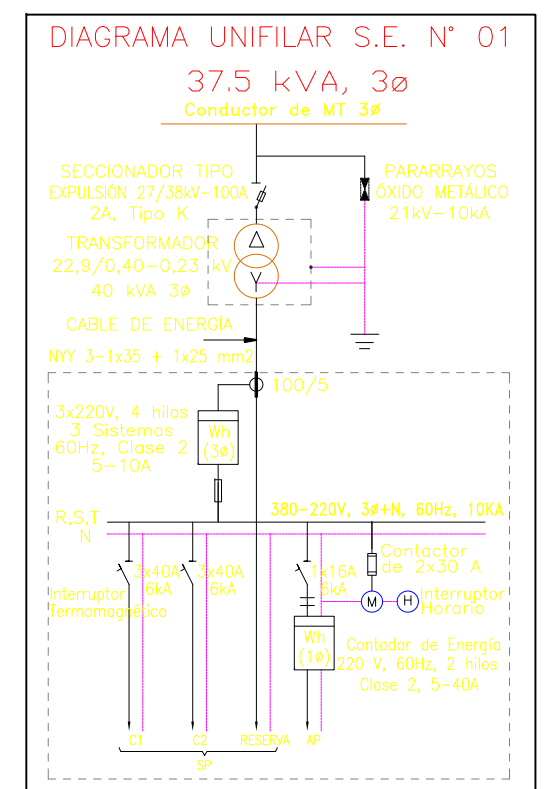 DIAGRAMA UNIFILAR S.E. N° 01
37.5 kVA, 3ø
Conductor de MT 3ø
SECCIONADOR TIPO
EXPULSIÓN 27/38kV-100A
2A, Tipo K
PARARRAYOS
ÓXIDO METÁLICO
21kV-10kA
TRANSFORMADOR
22,9/0,40-0,23 kV
40 kVA 3ø
CABLE DE ENERGÍA
NYY 3-1x35 + 1x25 mm2
100/5
3x220V, 4 hilos
3 Sistemas
60Hz, Clase 2
5-10A
Wh
(3ø)
380-220V, 3ø+N, 60Hz, 10KA
R,S,T
N
3x40A
6kA
3x40A
6kA
1x16A
6kA
Contactor
de 2x30 A
Interruptor
Termomagnético
M
H
Interruptor
Horario
Wh
(1ø)
Contador de Energía
220 V, 60Hz, 2 hilos
Clase 2, 5-40A
C1
C2
RESERVA
AP
SP